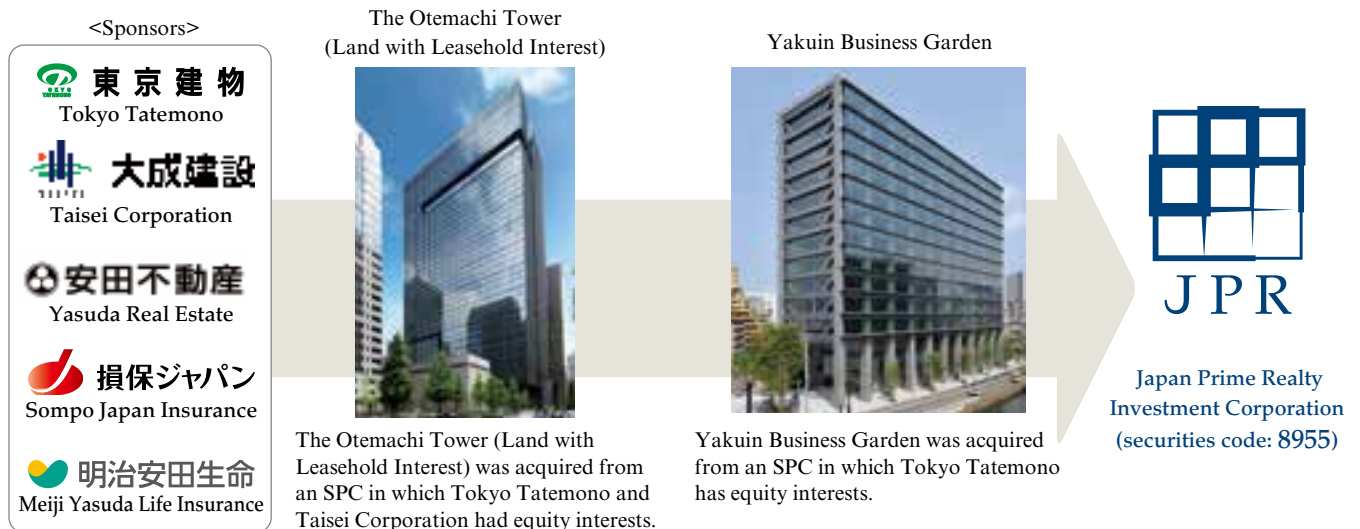 <Sponsors>
東京建物
TOKYO
TATEMONO
Tokyo Tatemono
大成建設
TAISEI
Taisei Corporation
安田不動産
Yasuda Real Estate
損保ジャパン
Sompo Japan Insurance
明治安田生命
Meiji Yasuda Life Insurance
The Otemachi Tower
(Land with Leasehold Interest)
The Otemachi Tower (Land with
Leasehold Interest) was acquired from
an SPC in which Tokyo Tatemono and
Taisei Corporation had equity interests.
Yakuin Business Garden
Yakuin Business Garden was acquired
from an SPC in which Tokyo Tatemono
has equity interests.
JPR
Japan Prime Realty
Investment Corporation
(securities code: 8955)